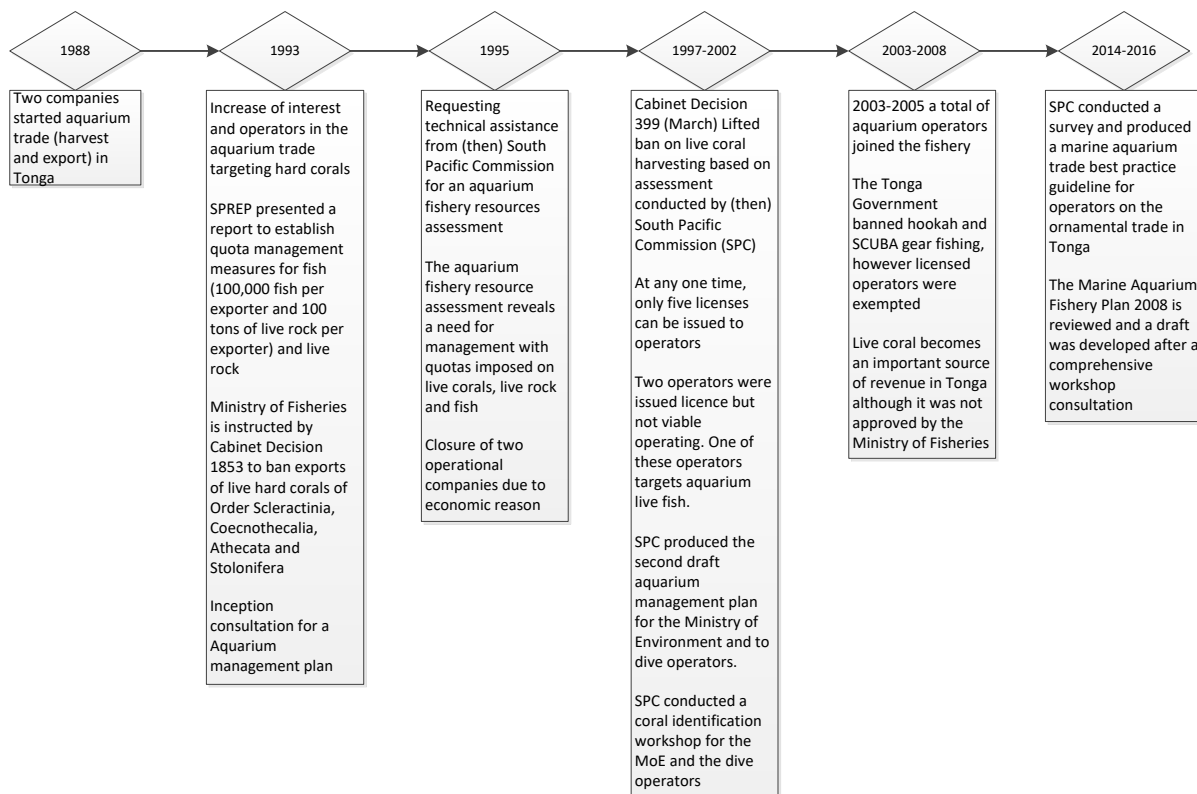 1988
1993
1995
1997-2002
2003-2008
2014-2016
Two companies
started aquarium
trade (harvest
and export) in
Tonga
Increase of interest
and operators in the
aquarium trade
targeting hard corals
SPREP presented a
report to establish
quota management
measures for fish
(100,000 fish per
exporter and 100
tons of live rock per
exporter) and live
rock
Ministry of Fisheries
is instructed by
Cabinet Decision
1853 to ban exports
of live hard corals of
Order Scleractinia,
Coecnothecalia,
Athecata and
Stolonifera
Inception
consultation for a
Aquarium
management plan
Requesting
technical assistance
from (then) South
Pacific Commission
for an aquarium
fishery resources
assessment
The aquarium
fishery resource
assessment reveals
a need for
management with
quotas imposed on
live corals, live rock
and fish
Closure of two
operational
companies due to
economic reason
Cabinet Decision
399 (March) Lifted
ban on live coral
harvesting based on
assessment
conducted by (then)
South Pacific
Commission (SPC)
At any one time,
only five licenses
can be issued to
operators
Two operators were
issued licence but
not viable
operating. One of
these operators
targets aquarium
live fish.
SPC produced the
second draft
aquarium
management plan
for the Ministry of
Environment and to
dive operators.
SPC conducted a
coral identification
workshop for the
MoE and the dive
operators
2003-2005 a total of
aquarium operators
joined the fishery
The Tonga
Government
banned hookah and
SCUBA gear fishing,
however licensed
operators were
exempted
Live coral becomes
an important source
of revenue in Tonga
although it was not
approved by the
Ministry of Fisheries
SPC conducted a
survey and produced
a marine aquarium
trade best practice
guideline for
operators on the
ornamental trade in
Tonga
The Marine Aquarium
Fishery Plan 2008 is
reviewed and a draft
was developed after a
comprehensive
workshop
consultation